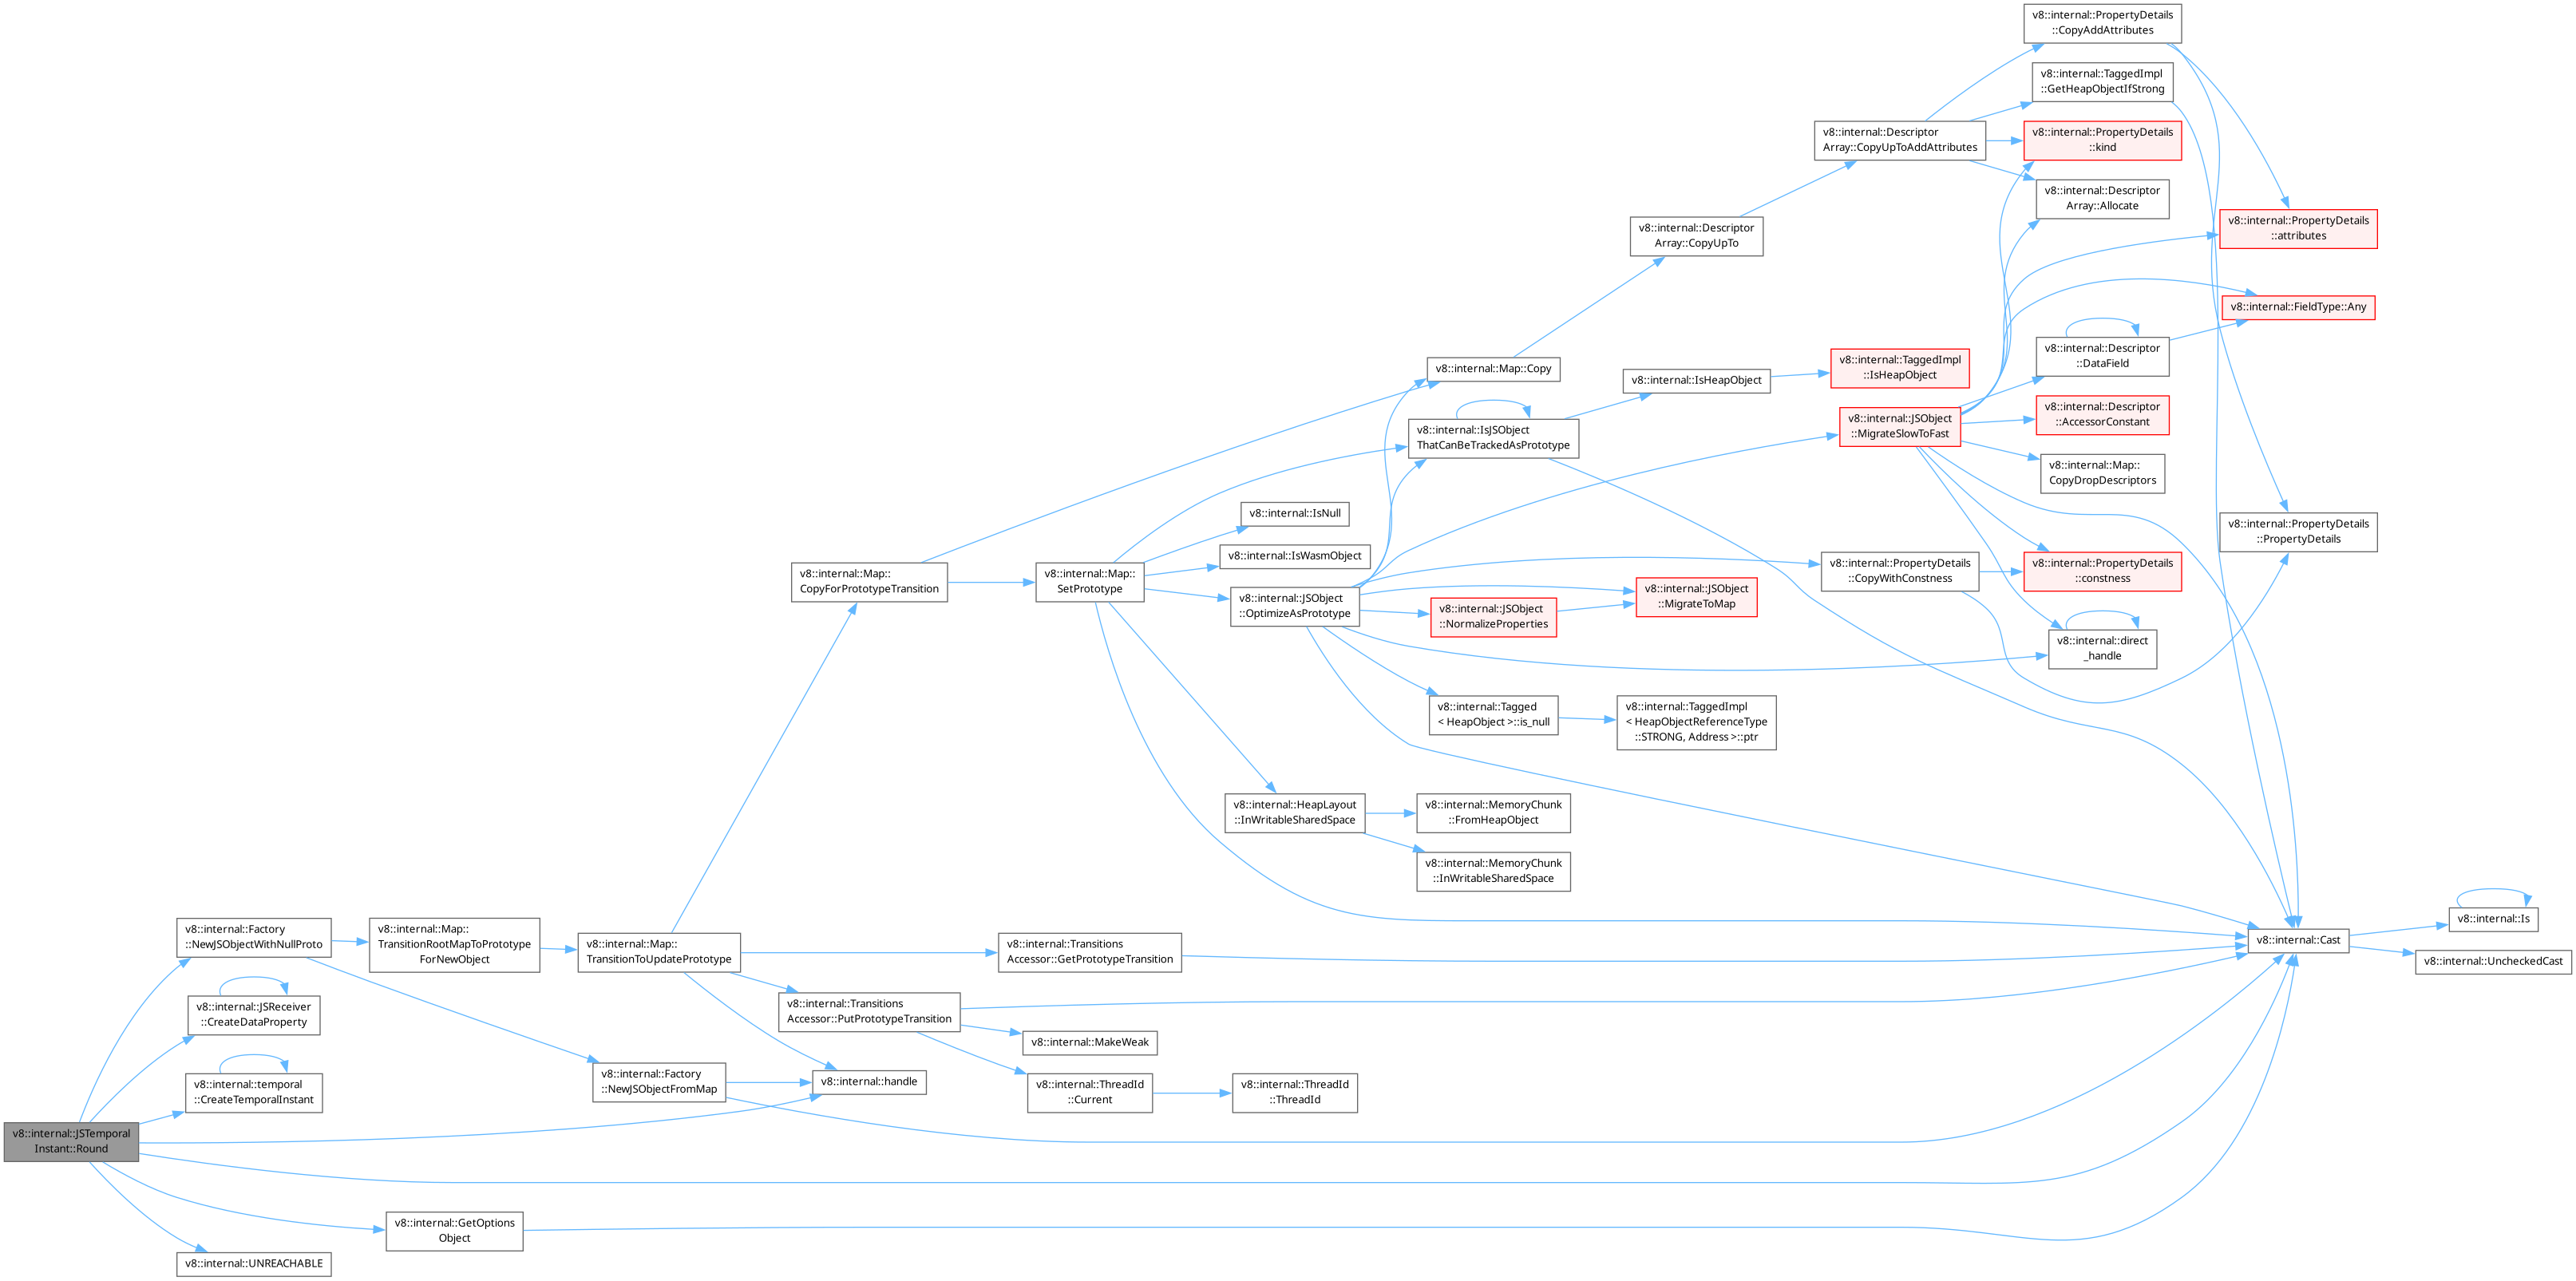 v8::internal::PropertyDetails
::CopyAddAttributes
v8::internal::TaggedImpl
::GetHeapObjectIfStrong
v8::internal::Descriptor
Array::CopyUpToAddAttributes
v8::internal::PropertyDetails
::kind
v8::internal::Descriptor
Array::Allocate
v8::internal::Descriptor
Array::CopyUpTo
v8::internal::PropertyDetails
::attributes
v8::internal::FieldType::Any
v8::internal::Descriptor
::DataField
v8::internal::Map::Copy
v8::internal::IsHeapObject
v8::internal::TaggedImpl
::IsHeapObject
v8::internal::IsJSObject
ThatCanBeTrackedAsPrototype
v8::internal::JSObject
::MigrateSlowToFast
v8::internal::Descriptor
::AccessorConstant
v8::internal::Map::
CopyDropDescriptors
v8::internal::IsNull
v8::internal::IsWasmObject
v8::internal::PropertyDetails
::PropertyDetails
v8::internal::Map::
CopyForPrototypeTransition
v8::internal::Map::
SetPrototype
v8::internal::JSObject
::OptimizeAsPrototype
v8::internal::JSObject
::NormalizeProperties
v8::internal::JSObject
::MigrateToMap
v8::internal::PropertyDetails
::CopyWithConstness
v8::internal::PropertyDetails
::constness
v8::internal::direct
_handle
v8::internal::Tagged
< HeapObject >::is_null
v8::internal::TaggedImpl
< HeapObjectReferenceType
::STRONG, Address >::ptr
v8::internal::HeapLayout
::InWritableSharedSpace
v8::internal::MemoryChunk
::FromHeapObject
v8::internal::MemoryChunk
::InWritableSharedSpace
v8::internal::Factory
::NewJSObjectWithNullProto
v8::internal::Map::
TransitionRootMapToPrototype
ForNewObject
v8::internal::Map::
TransitionToUpdatePrototype
v8::internal::Transitions
Accessor::GetPrototypeTransition
v8::internal::Cast
v8::internal::Is
v8::internal::UncheckedCast
v8::internal::JSReceiver
::CreateDataProperty
v8::internal::Transitions
Accessor::PutPrototypeTransition
v8::internal::MakeWeak
v8::internal::temporal
::CreateTemporalInstant
v8::internal::Factory
::NewJSObjectFromMap
v8::internal::handle
v8::internal::ThreadId
::Current
v8::internal::ThreadId
::ThreadId
v8::internal::JSTemporal
Instant::Round
v8::internal::GetOptions
Object
v8::internal::UNREACHABLE